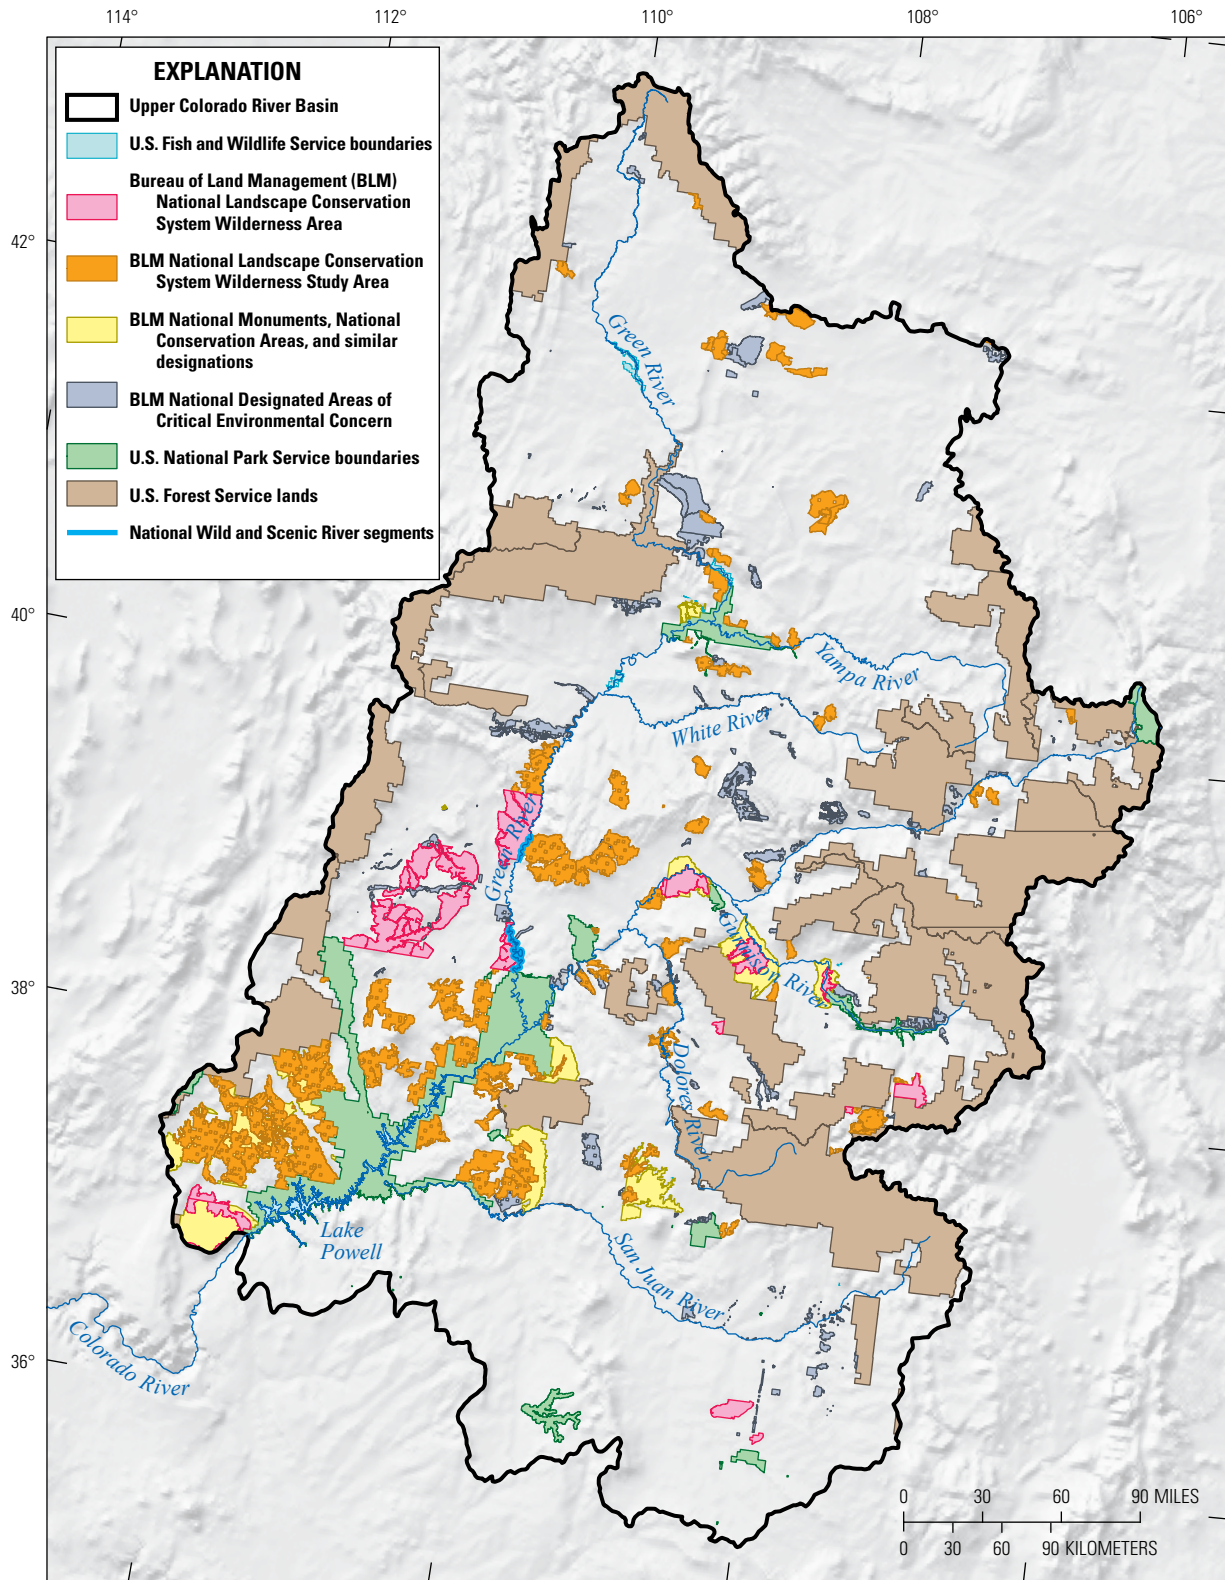 114°
112°
110°
108°
106°
EXPLANATION
Upper Colorado River Basin
U.S. Fish and Wildlife Service boundaries
Bureau of Land Management (BLM)
National Landscape Conservation
System Wilderness Area
BLM National Landscape Conservation
System Wilderness Study Area
BLM National Monuments, National
Conservation Areas, and similar
designations
BLM National Designated Areas of
Critical Environmental Concern
U.S. National Park Service boundaries
U.S. Forest Service lands
National Wild and Scenic River segments
42°
40°
38°
36°
Green River
Yampa River
White River
Green River
Gunnison River
Dolores River
Lake
Powell
San Juan River
Colorado River
0 30 60 90 MILES
0 30 60 90 KILOMETERS